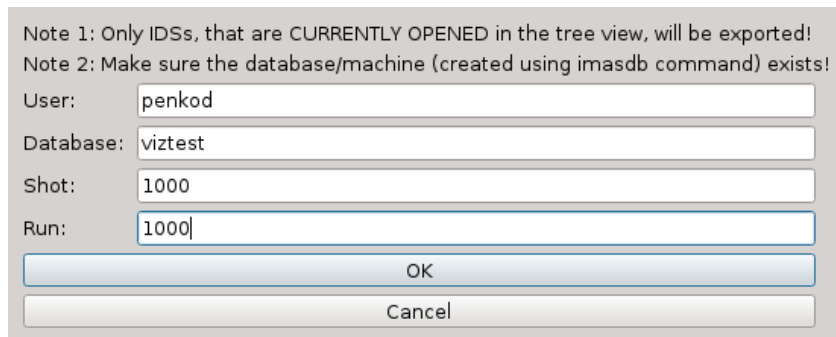 Note 1: Only IDSs, that are CURRENTLY OPENED in the tree view, will be exported!
Note 2: Make sure the database/machine (created using imasdb command) exists!
User: penkod
Database: viztest
Shot: 1000
Run: 1000
OK
Cancel